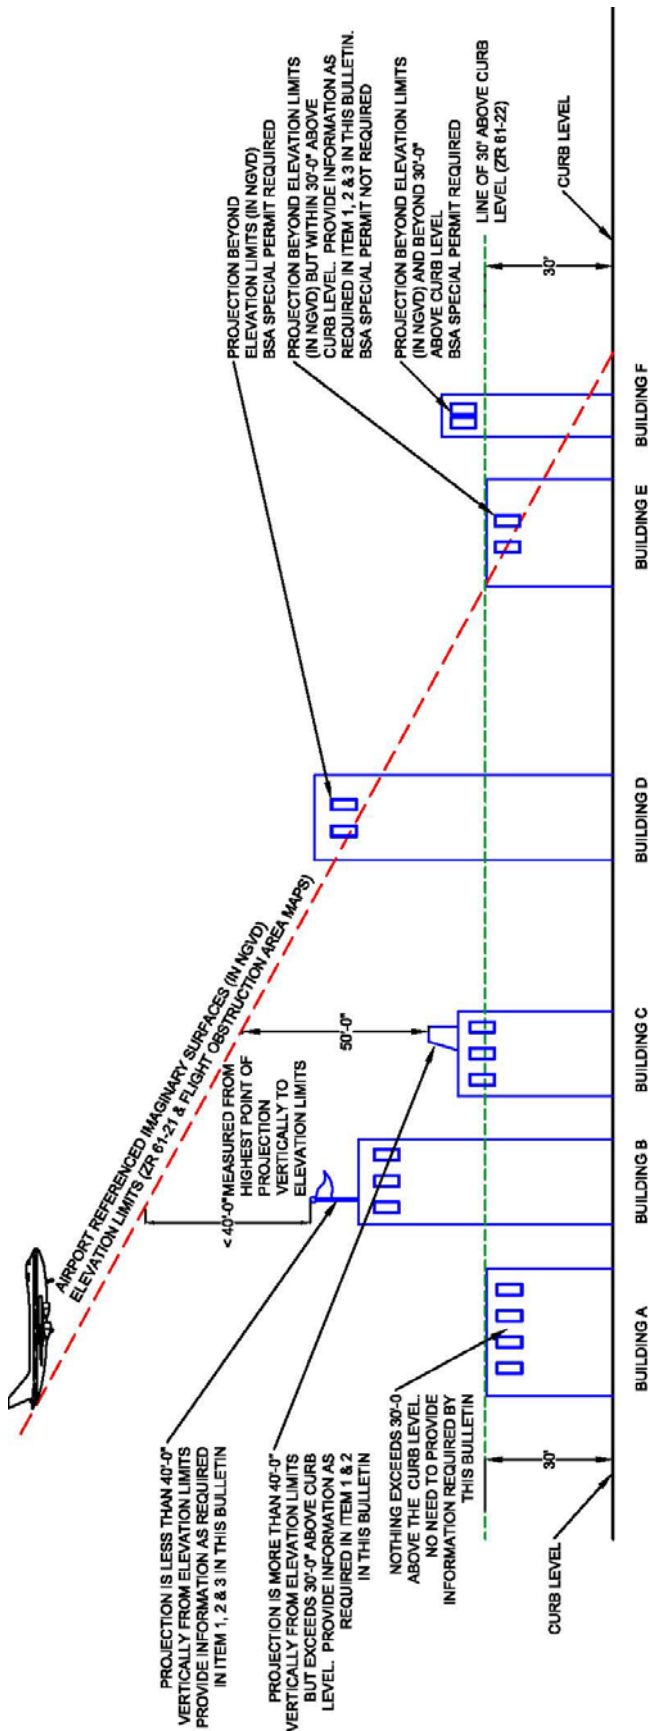 AIRPORT REFERENCED IMAGINARY SURFACES (IN NGVD)
ELEVATION LIMITS (ZR 61-21 & FLIGHT OBSTRUCTION AREA MAPS)
PROJECTION IS LESS THAN 40'-0"
VERTICALLY FROM ELEVATION LIMITS
PROVIDE INFORMATION AS REQUIRED
IN ITEM 1, 2 & 3 IN THIS BULLETIN
PROJECTION IS MORE THAN 40'-0"
VERTICALLY FROM ELEVATION LIMITS
BUT EXCEEDS 30'-0" ABOVE CURB
LEVEL. PROVIDE INFORMATION AS
REQUIRED IN ITEM 1 & 2
IN THIS BULLETIN
NOTHING EXCEEDS 30'-0
ABOVE THE CURB LEVEL.
NO NEED TO PROVIDE
INFORMATION REQUIRED BY
THIS BULLETIN
30'
CURB LEVEL
< 40'-0" MEASURED FROM
HIGHEST POINT OF
PROJECTION
VERTICALLY TO
ELEVATION LIMITS
50'-0"
PROJECTION BEYOND
ELEVATION LIMITS (IN NGVD)
BSA SPECIAL PERMIT REQUIRED
PROJECTION BEYOND ELEVATION LIMITS
(IN NGVD) BUT WITHIN 30'-0" ABOVE
CURB LEVEL. PROVIDE INFORMATION AS
REQUIRED IN ITEM 1, 2 & 3 IN THIS BULLETIN.
BSA SPECIAL PERMIT NOT REQUIRED
PROJECTION BEYOND ELEVATION LIMITS
(IN NGVD) AND BEYOND 30'-0"
ABOVE CURB LEVEL
BSA SPECIAL PERMIT REQUIRED
LINE OF 30' ABOVE CURB
LEVEL (ZR 61-22)
30'
CURB LEVEL
BUILDING A
BUILDING B
BUILDING C
BUILDING D
BUILDING E
BUILDING F